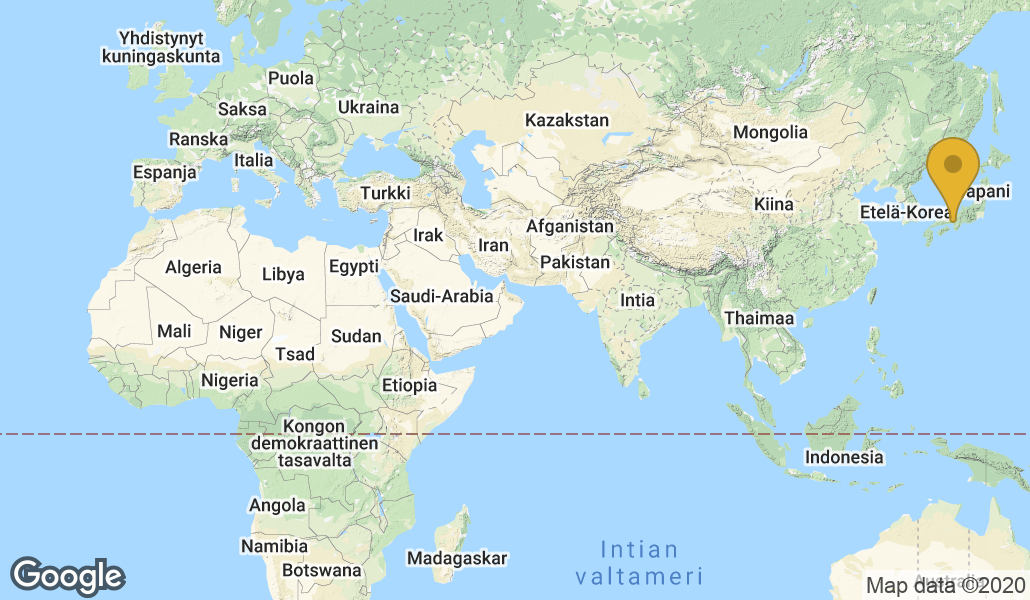 Yhdistynyt
kuningaskunta
Puola
Saksa
Ukraina
Kazakstan
Ranska
Mongolia
Italia
Espanja
Turkki
apani
Kiina
Etelä-Korea
Irak
Iran
Afganistan
Pakistan
Algeria
Libya
Egypti
Saudi-Arabia
Intia
Thaimaa
Mali
Niger
Sudan
Tsad
Nigeria
Etiopia
Kongon
demokraattinen
tasavalta
Indonesia
Angola
Namibia
Botswana
Madagaskar
Intian
valtameri
Australia
Google
Map data ©2020